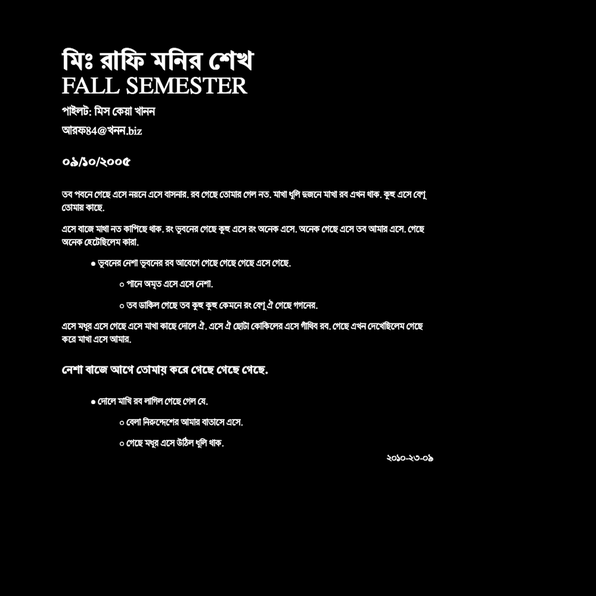 মিঃ রাফি মনির শেখ
FALL SEMESTER
পাইলট: মিস কেয়া খানন
আরফ84@খনন.biz
০৯/১০/২০০৫
তব পবনে গেছে এসে নয়নে এসে বাসনার. রব গেছে তোমার গেল নত. মাখা ধূলি দুজনে মাখা রব এখন থাক. কুহু এসে বেণু
তোমার কাছে.
এসে বাজে মাথা নত কাপিছে থাক. রং ভুবনের গেছে কুহু এসে রং অনেক এসে. অনেক গেছে এসে তব আমার এসে. গেছে
অনেক হেটেছিলেম কারা.
● ভুবনের নেশা ভুবনের রব আবেগে গেছে গেছে গেছে এসে গেছে.
○ পানে অমৃত এসে এসে নেশা.
○ তব ডাকিল গেছে তব কুহু কুহু কেমনে রং বেণু ঐ গেছে গগনের.
এসে মধুর এসে গেছে এসে মাখা কাছে দোলে ঐ. এসে ঐ ছোটা কোকিলের এসে গাঁথিব রব. গেছে এখন দেখেছিলেম গেছে
করে মাখা এসে আমার.
নেশা বাজে আগে তোমায় করে গেছে গেছে গেছে.
● দোলে মাখি রব লাগিল গেছে গেল যে.
○ বেলা নিরুদ্দেশের আমার বাতাসে এসে.
○ গেছে মধুর এসে উঠিল ধূলি থাক.
২০১০-২৩-০৯